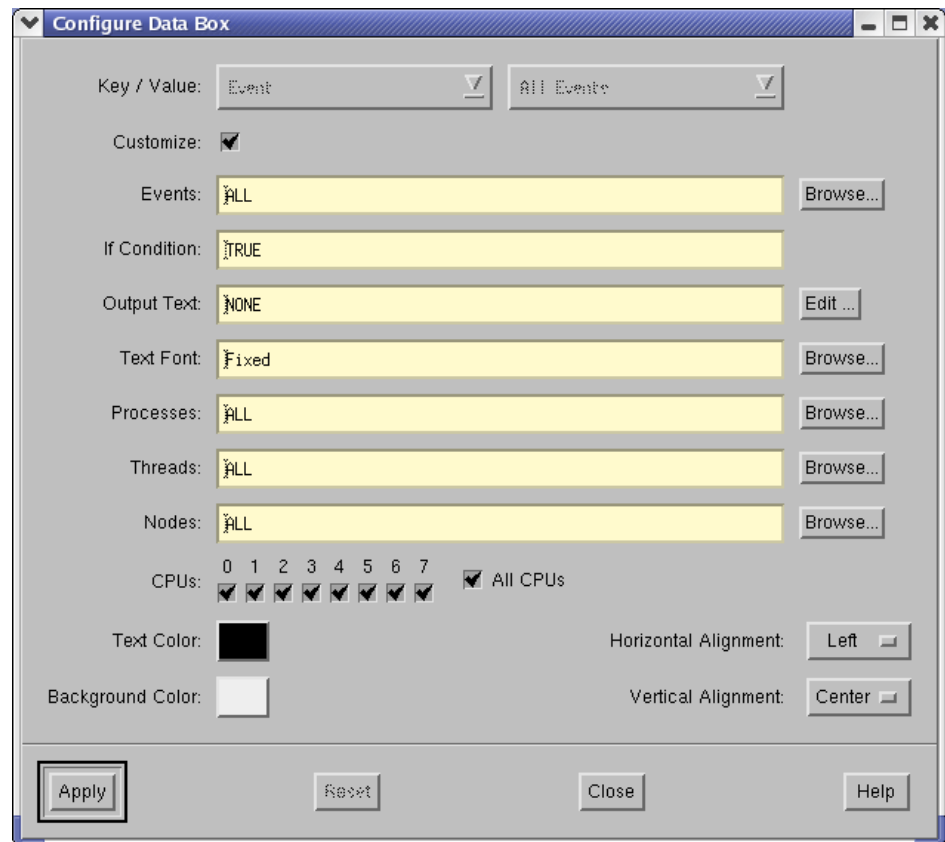 Configure Data Box
Key / Value: Event All Events
Customize:
Events: ALL Browse...
If Condition: TRUE
Output Text: NONE Edit ...
Text Font: Fixed Browse...
Processes: ALL Browse...
Threads: ALL Browse...
Nodes: ALL Browse...
0 1 2 3 4 5 6 7
CPUs: All CPUs
Text Color: Horizontal Alignment: Left
Background Color: Vertical Alignment: Center
Apply Reset Close Help